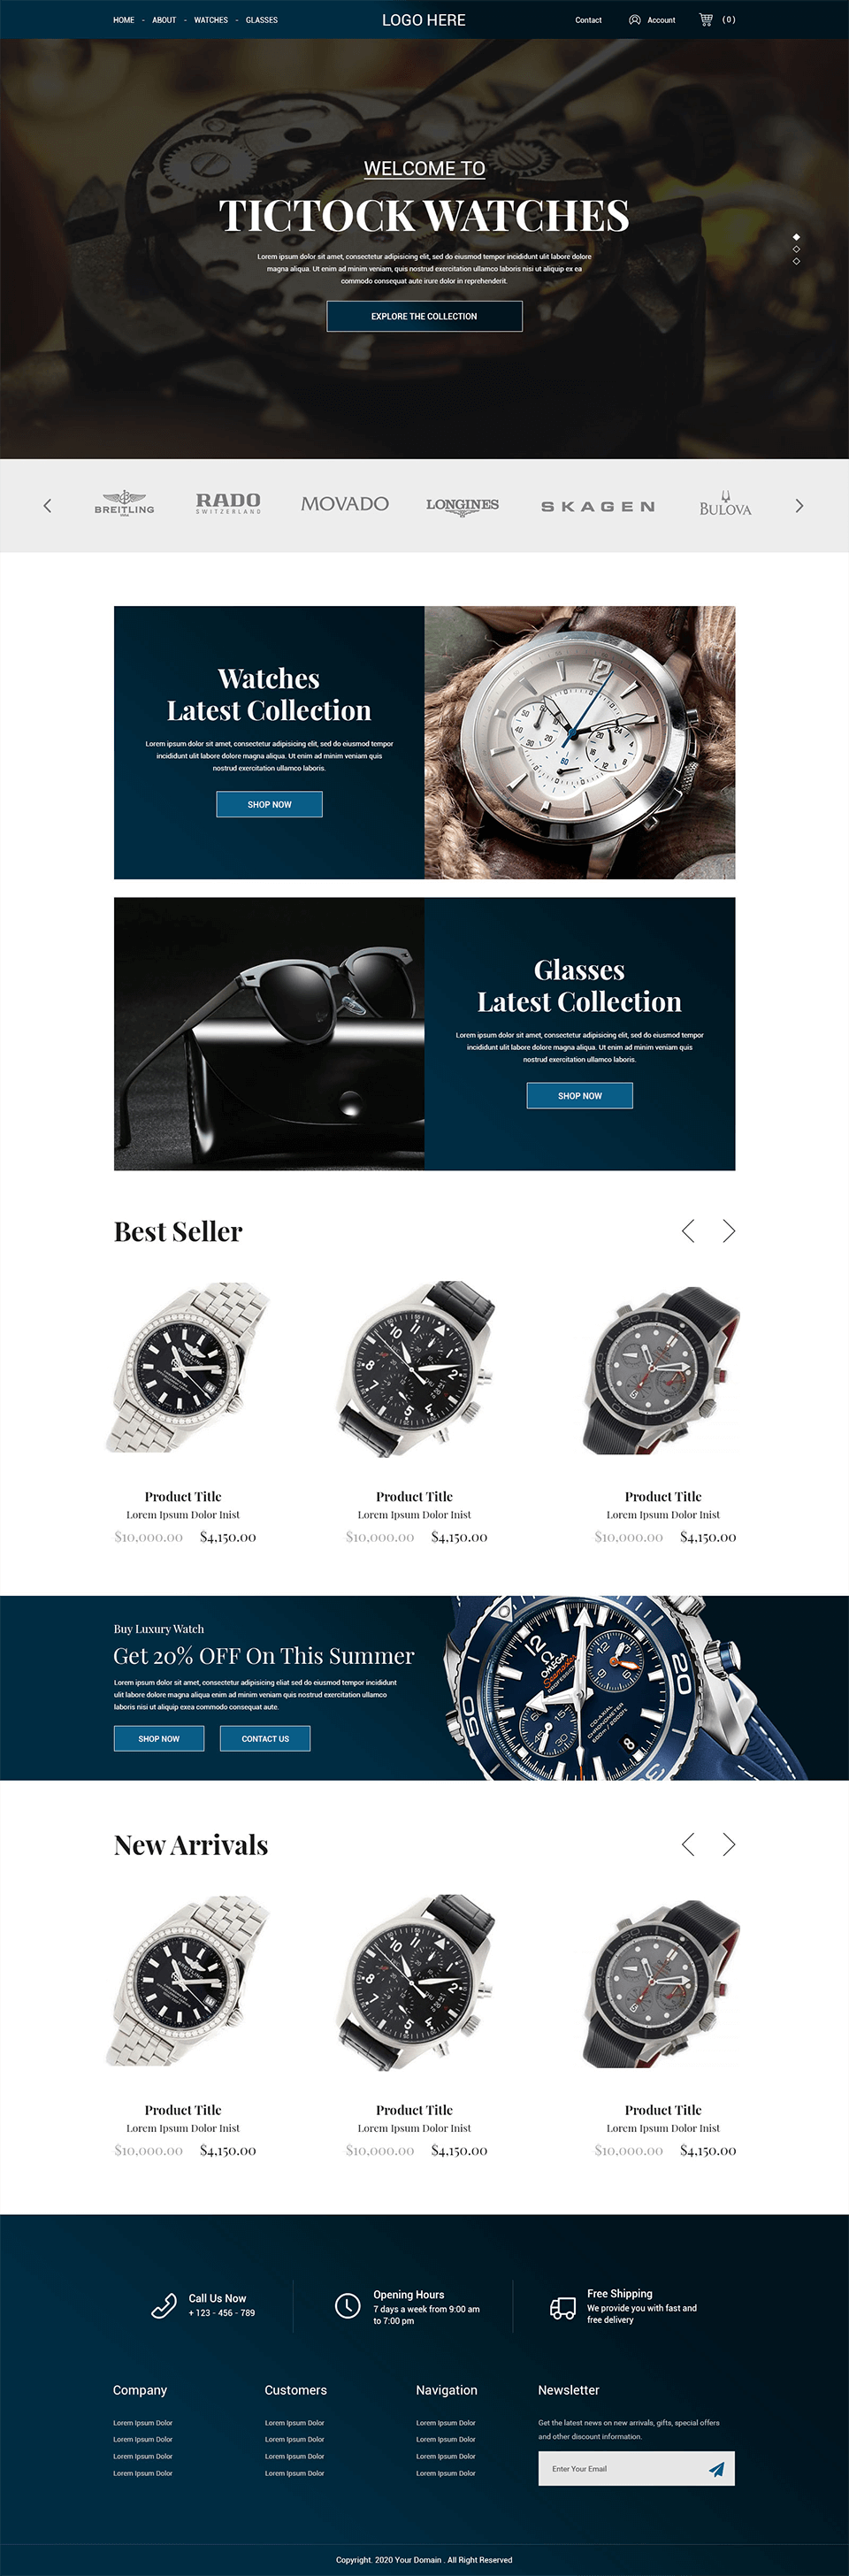 HOME - ABOUT - WATCHES - GLASSES
LOGO HERE
Contact
Account
( 0 )
WELCOME TO
TICTOCK WATCHES
Lorem ipsum dolor sit amet, consectetur adipisicing elit, sed do eiusmod tempor incididunt ut labore dolore
magna aliqua. Ut enim ad minim veniam, quis nostrud exercitation ullamco laboris nisi ut aliquip ex ea
commodo consequat aute irure dolor in reprehenderit.
EXPLORE THE COLLECTION
BREITLING
RADO
SWITZERLAND
MOVADO
LONGINES
SKAGEN
BULOVA
Watches
Latest Collection
Lorem ipsum dolor sit amet, consectetur adipisicing elit, sed do eiusmod tempor
incididunt ulit labore dolore magna aliqua. Ut enim ad minim veniam quis
nostrud exercitation ullamco laboris.
SHOP NOW
Glasses
Latest Collection
Lorem ipsum dolor sit amet, consectetur adipisicing elit, sed do eiusmod tempor
incididunt ulit labore dolore magna aliqua. Ut enim ad minim veniam quis
nostrud exercitation ullamco laboris.
SHOP NOW
Best Seller
Product Title
Lorem Ipsum Dolor Inist
$10,000.00 $4,150.00
Product Title
Lorem Ipsum Dolor Inist
$10,000.00 $4,150.00
Product Title
Lorem Ipsum Dolor Inist
$10,000.00 $4,150.00
Buy Luxury Watch
Get 20% OFF On This Summer
Lorem ipsum dolor sit amet, consectetur adipisicing eliat sed do eiusmod tempor incididunt
ulit labore dolore magna aliqua enim ad minim veniam quis nostrud exercitatems ullamco
laboris nisi ut aliquip exea commodo consequat aute.
SHOP NOW
CONTACT US
OMEGA
Seamaster
PROFESSIONAL
CO-AXIAL
CHRONOMETER
600m / 2000ft
New Arrivals
Product Title
Lorem Ipsum Dolor Inist
$10,000.00 $4,150.00
Product Title
Lorem Ipsum Dolor Inist
$10,000.00 $4,150.00
Product Title
Lorem Ipsum Dolor Inist
$10,000.00 $4,150.00
Call Us Now
+ 123 - 456 - 789
Opening Hours
7 days a week from 9:00 am
to 7:00 pm
Free Shipping
We provide you with fast and
free delivery
Company
Lorem Ipsum Dolor
Lorem Ipsum Dolor
Lorem Ipsum Dolor
Lorem Ipsum Dolor
Customers
Lorem Ipsum Dolor
Lorem Ipsum Dolor
Lorem Ipsum Dolor
Lorem Ipsum Dolor
Navigation
Lorem Ipsum Dolor
Lorem Ipsum Dolor
Lorem Ipsum Dolor
Lorem Ipsum Dolor
Newsletter
Get the latest news on new arrivals, gifts, special offers
and other discount information.
Enter Your Email
Copyright. 2020 Your Domain . All Right Reserved